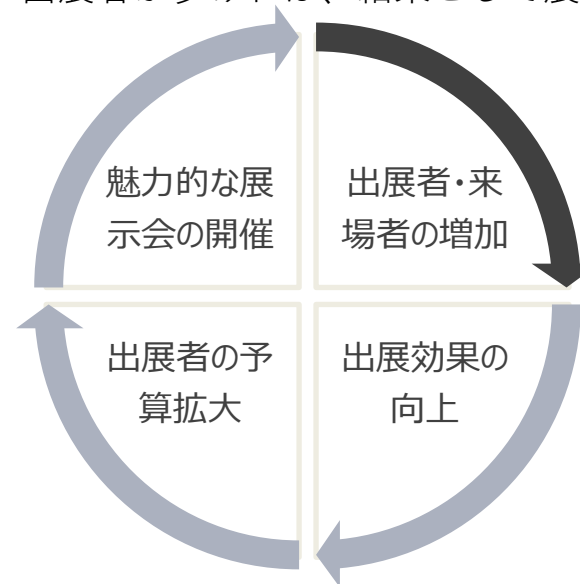 魅力的な展
示会の開催
出展者・来
場者の増加
出展者の予
算拡大
出展効果の
向上